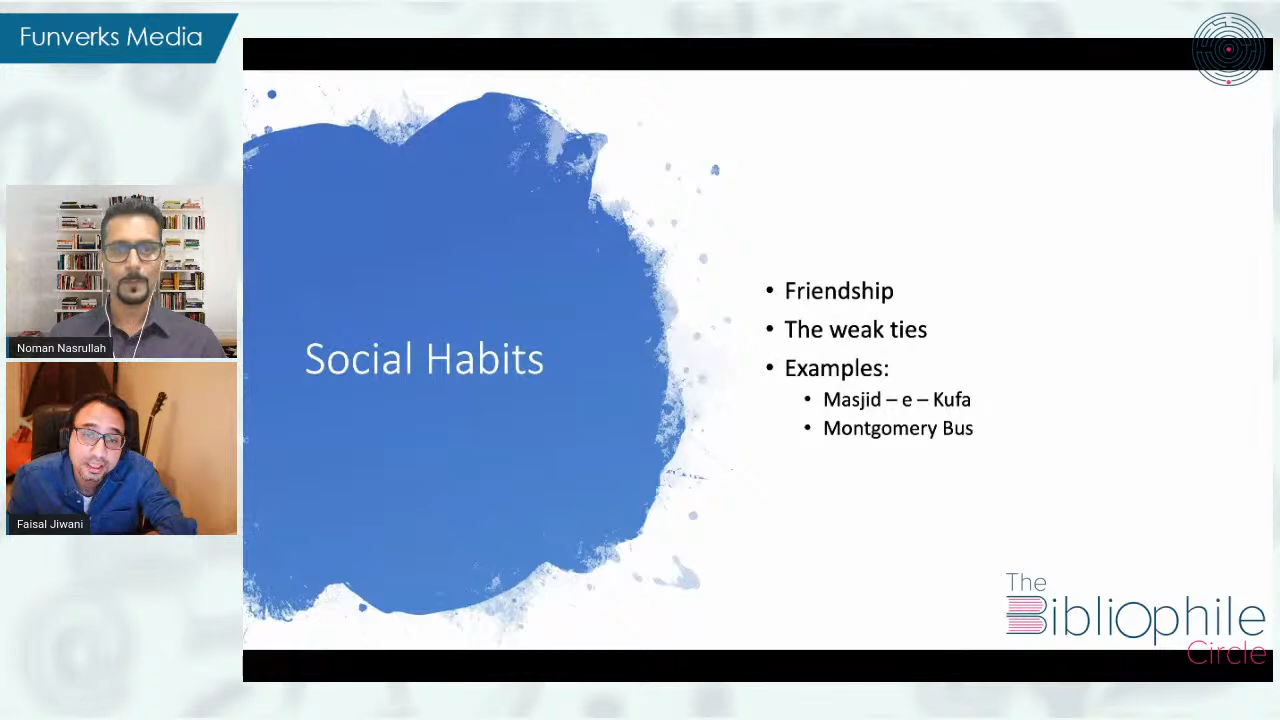 Funverks Media
Noman Nasrullah
Faisal Jiwani
Social Habits
• Friendship
• The weak ties
• Examples:
• Masjid – e – Kufa
• Montgomery Bus
The
Bibliophile
Circle